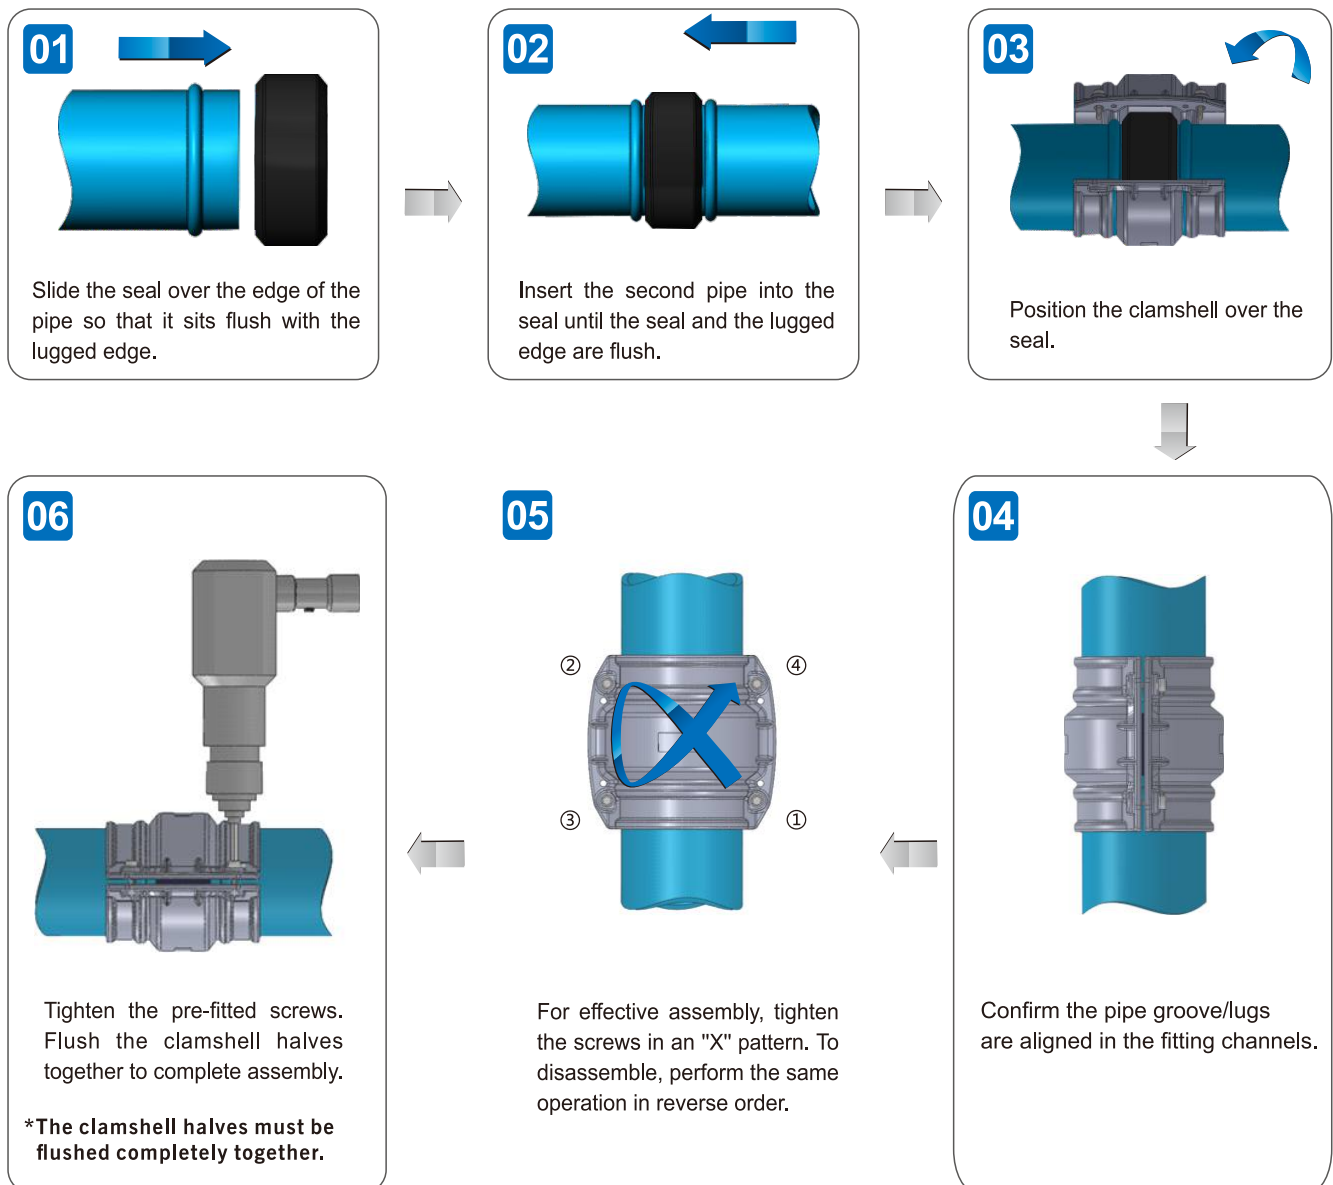 01
Slide the seal over the edge of the
pipe so that it sits flush with the
lugged edge.
02
Insert the second pipe into the
seal until the seal and the lugged
edge are flush.
03
Position the clamshell over the
seal.
04
Confirm the pipe groove/lugs
are aligned in the fitting channels.
05
② ④
③ ①
For effective assembly, tighten
the screws in an "X" pattern. To
disassemble, perform the same
operation in reverse order.
06
Tighten the pre-fitted screws.
Flush the clamshell halves
together to complete assembly.
*The clamshell halves must be
flushed completely together.